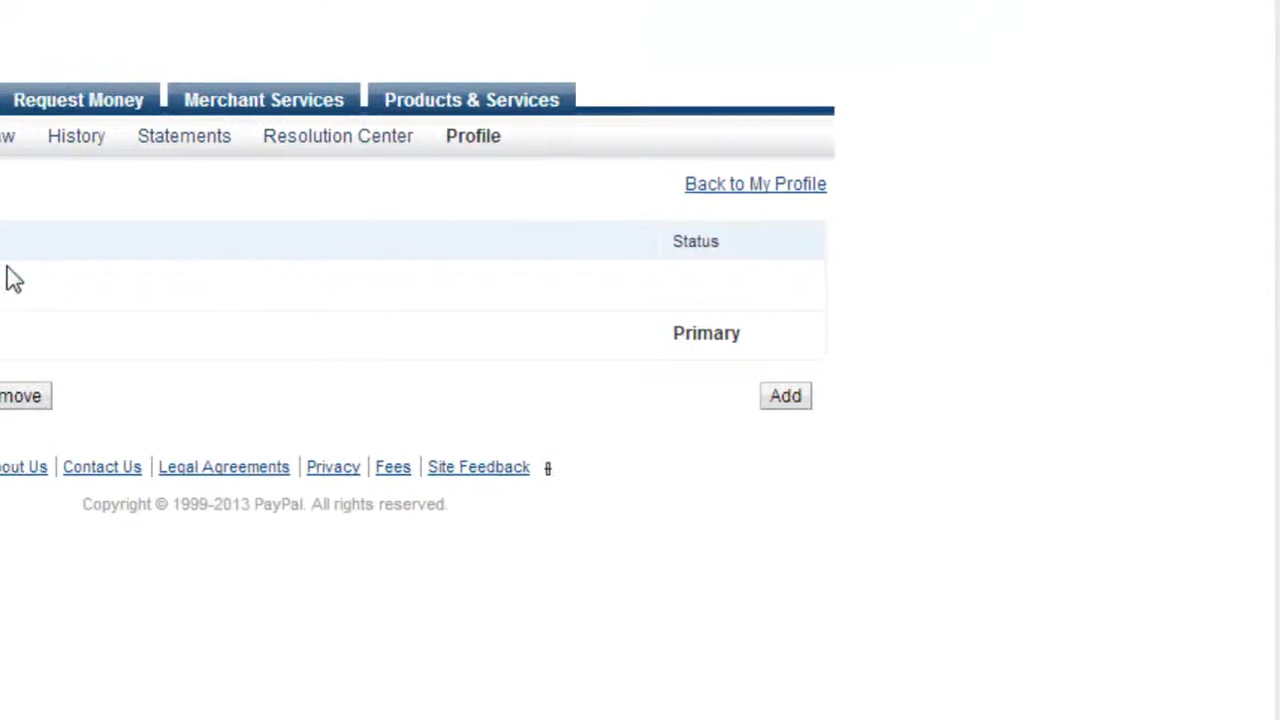 Request Money Merchant Services Products & Services
History Statements Resolution Center Profile
Back to My Profile
Status
Primary
move Add
out Us Contact Us Legal Agreements Privacy Fees Site Feedback
Copyright © 1999-2013 PayPal. All rights reserved.